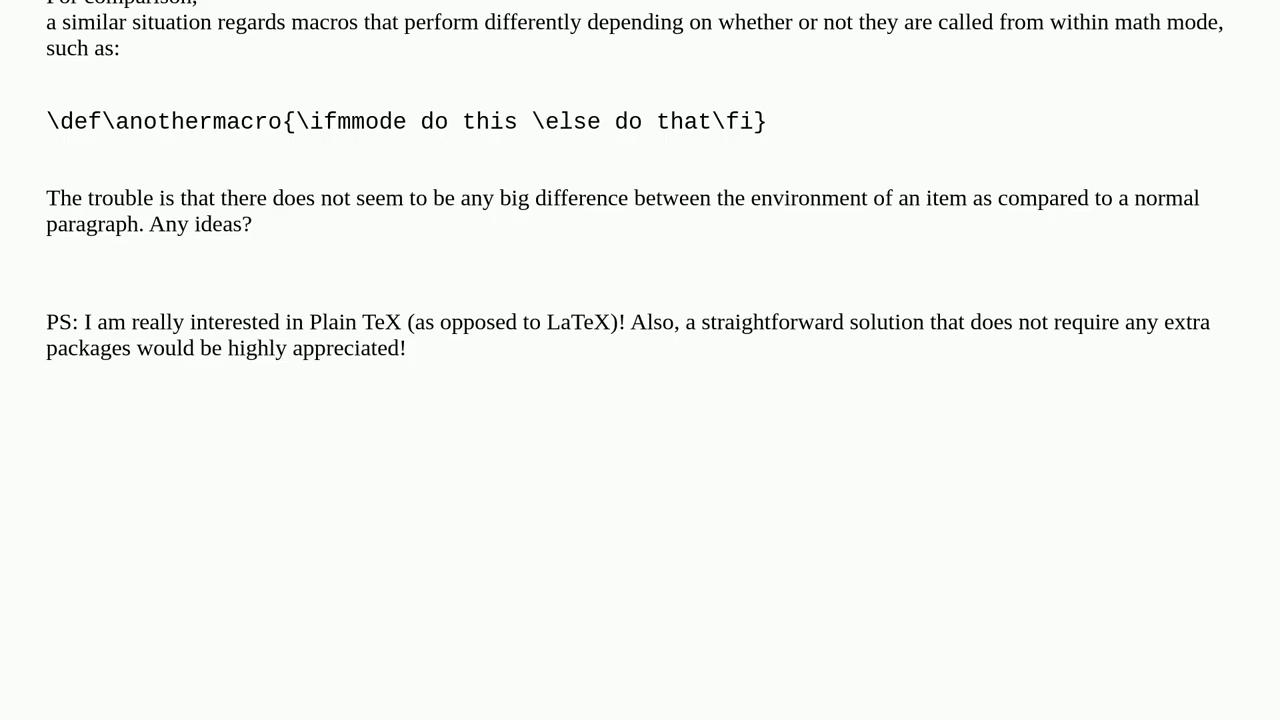 For comparison,
a similar situation regards macros that perform differently depending on whether or not they are called from within math mode,
such as:
\def\anothermacro{\ifmmode do this \else do that\fi}
The trouble is that there does not seem to be any big difference between the environment of an item as compared to a normal
paragraph. Any ideas?
PS: I am really interested in Plain TeX (as opposed to LaTeX)! Also, a straightforward solution that does not require any extra
packages would be highly appreciated!